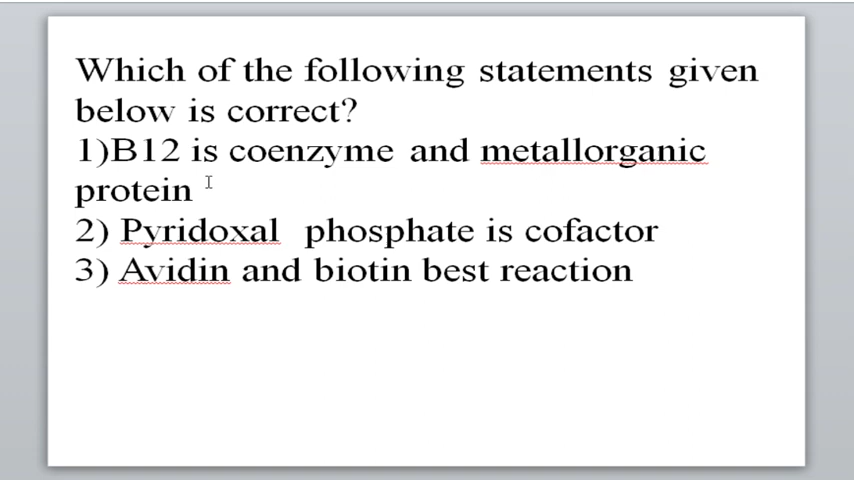 Which of the following statements given
below is correct?
1)B12 is coenzyme and metallorganic
protein
2) Pyridoxal phosphate is cofactor
3) Avidin and biotin best reaction